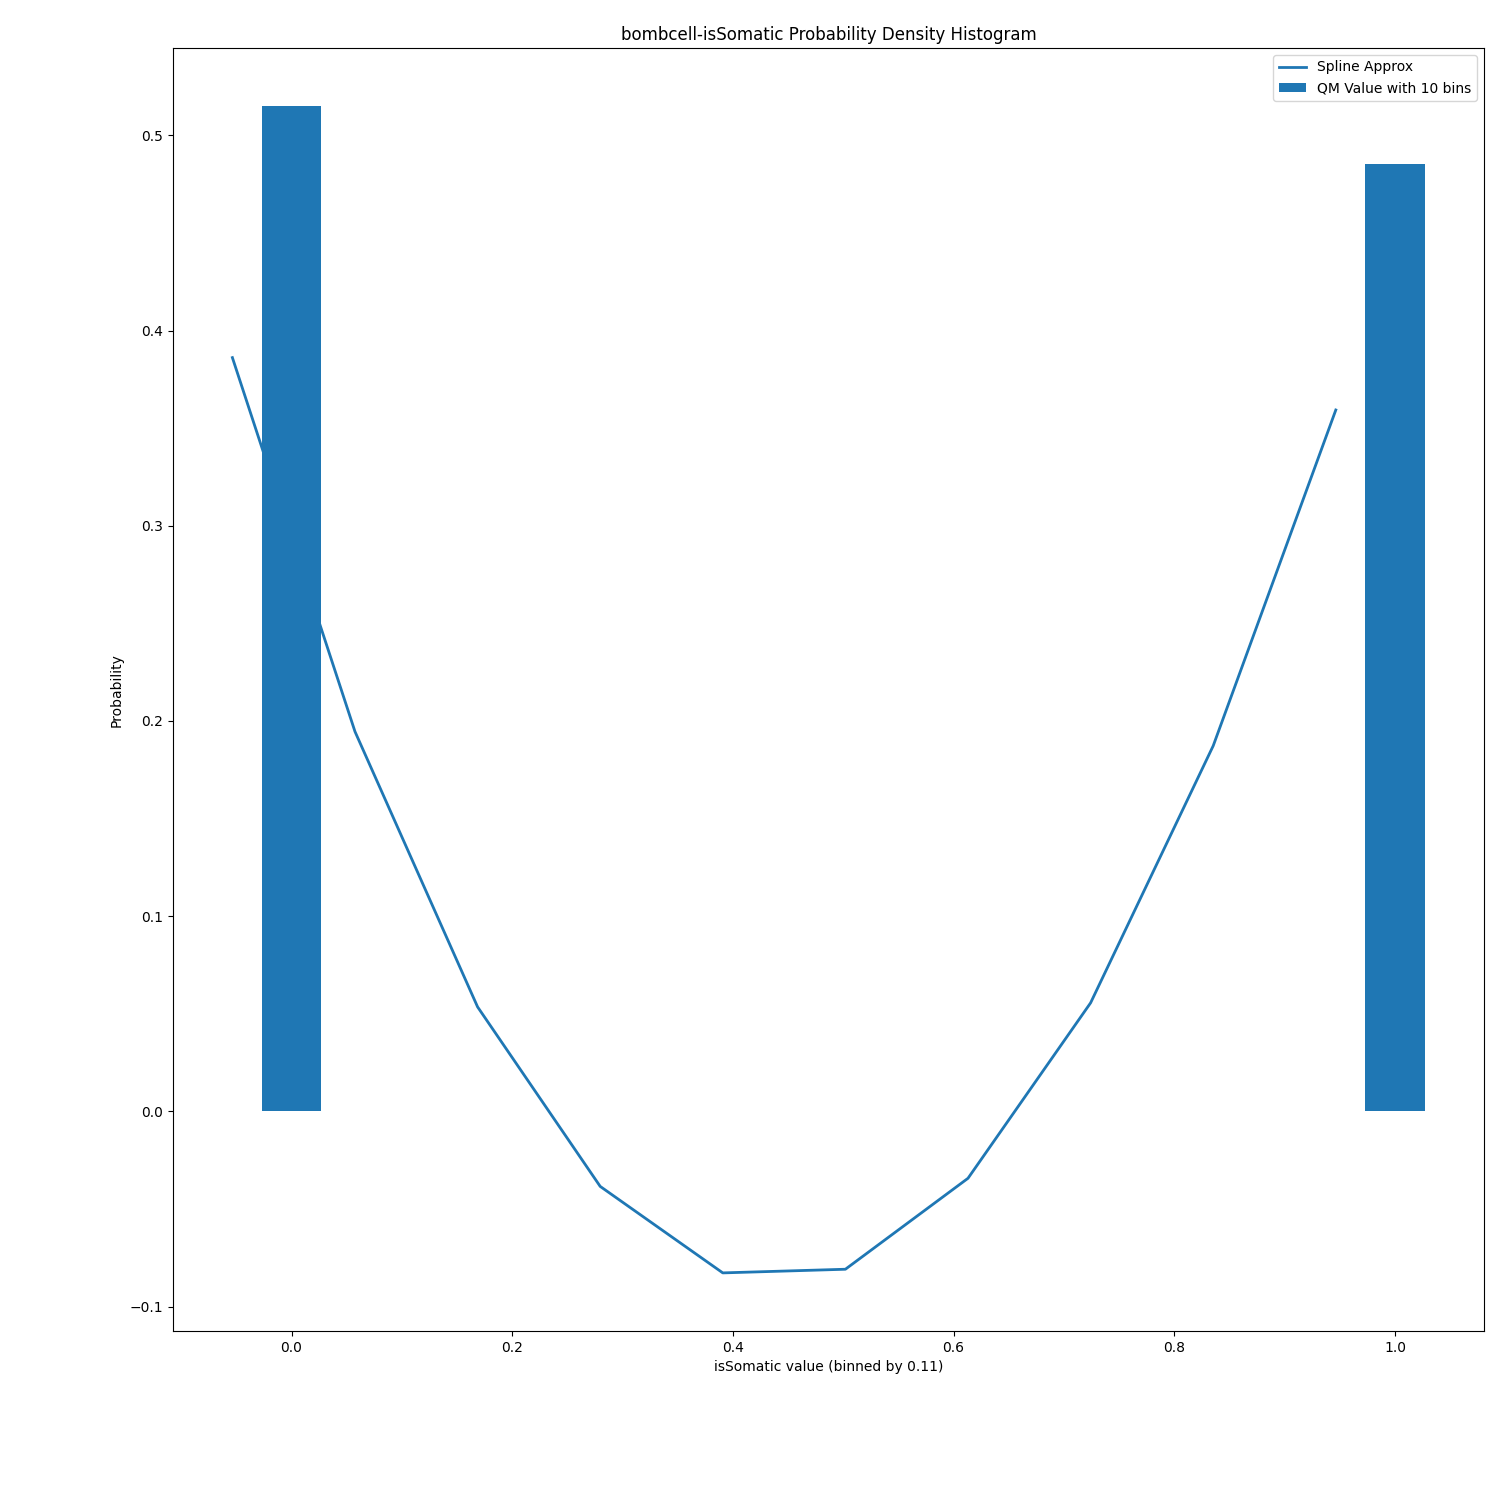 bombcell-isSomatic Probability Density Histogram
Spline Approx
QM Value with 10 bins
0.5
0.4
0.3
0.2
0.1
0.0
−0.1
Probability
0.0 0.2 0.4 0.6 0.8 1.0
isSomatic value (binned by 0.11)